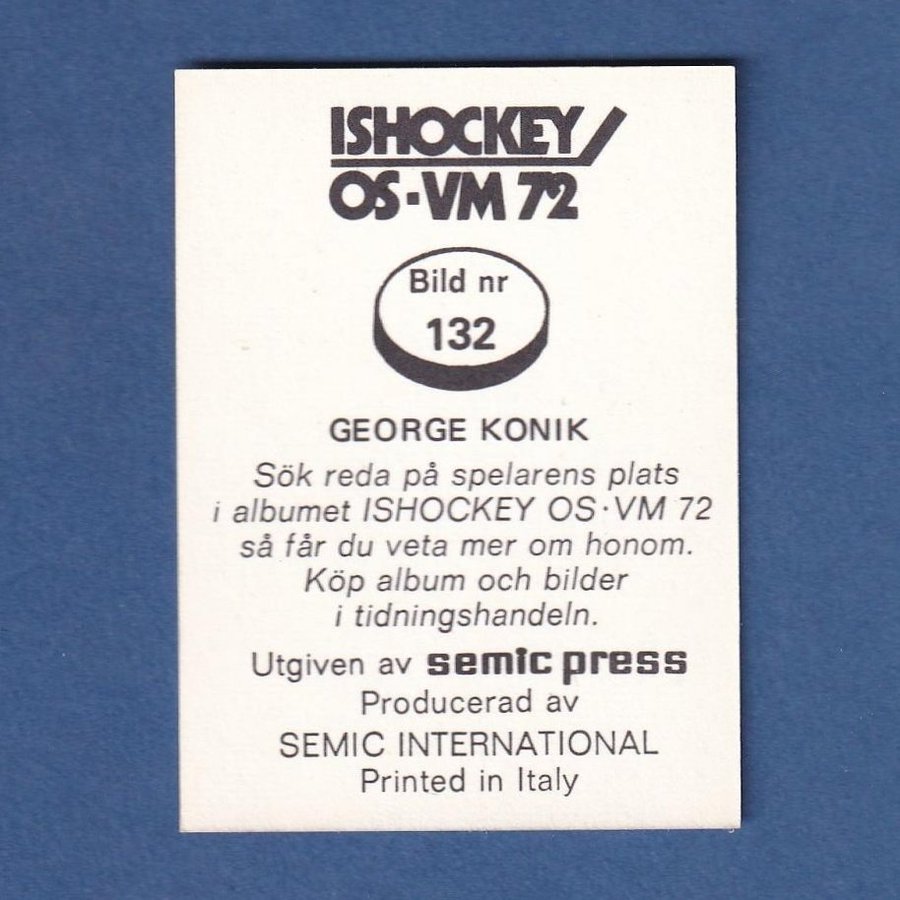 ISHOCKEY
OS·VM 72
Bild nr
132
GEORGE KONIK
Sök reda på spelarens plats
i albumet ISHOCKEY OS·VM 72
så får du veta mer om honom.
Köp album och bilder
i tidningshandeln.
Utgiven av semic press
Producerad av
SEMIC INTERNATIONAL
Printed in Italy